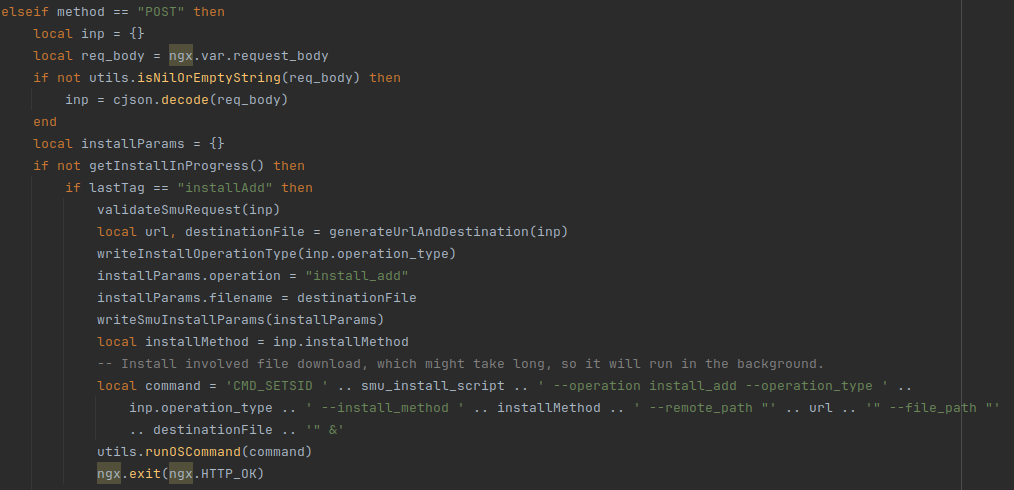 elseif method == "POST" then
    local inp = {}
    local req_body = ngx.var.request_body
    if not utils.isNilOrEmptyString(req_body) then
        inp = cjson.decode(req_body)
    end
    local installParams = {}
    if not getInstallInProgress() then
        if lastTag == "installAdd" then
            validateSmuRequest(inp)
            local url, destinationFile = generateUrlAndDestination(inp)
            writeInstallOperationType(inp.operation_type)
            installParams.operation = "install_add"
            installParams.filename = destinationFile
            writeSmuInstallParams(installParams)
            local installMethod = inp.installMethod
            -- Install involved file download, which might take long, so it will run in the background.
            local command = 'CMD_SETSID ' .. smu_install_script .. ' --operation install_add --operation_type ' ..
                inp.operation_type .. ' --install_method ' .. installMethod .. ' --remote_path "' .. url .. '" --file_path "'
                .. destinationFile .. '" &'
            utils.runOSCommand(command)
            ngx.exit(ngx.HTTP_OK)